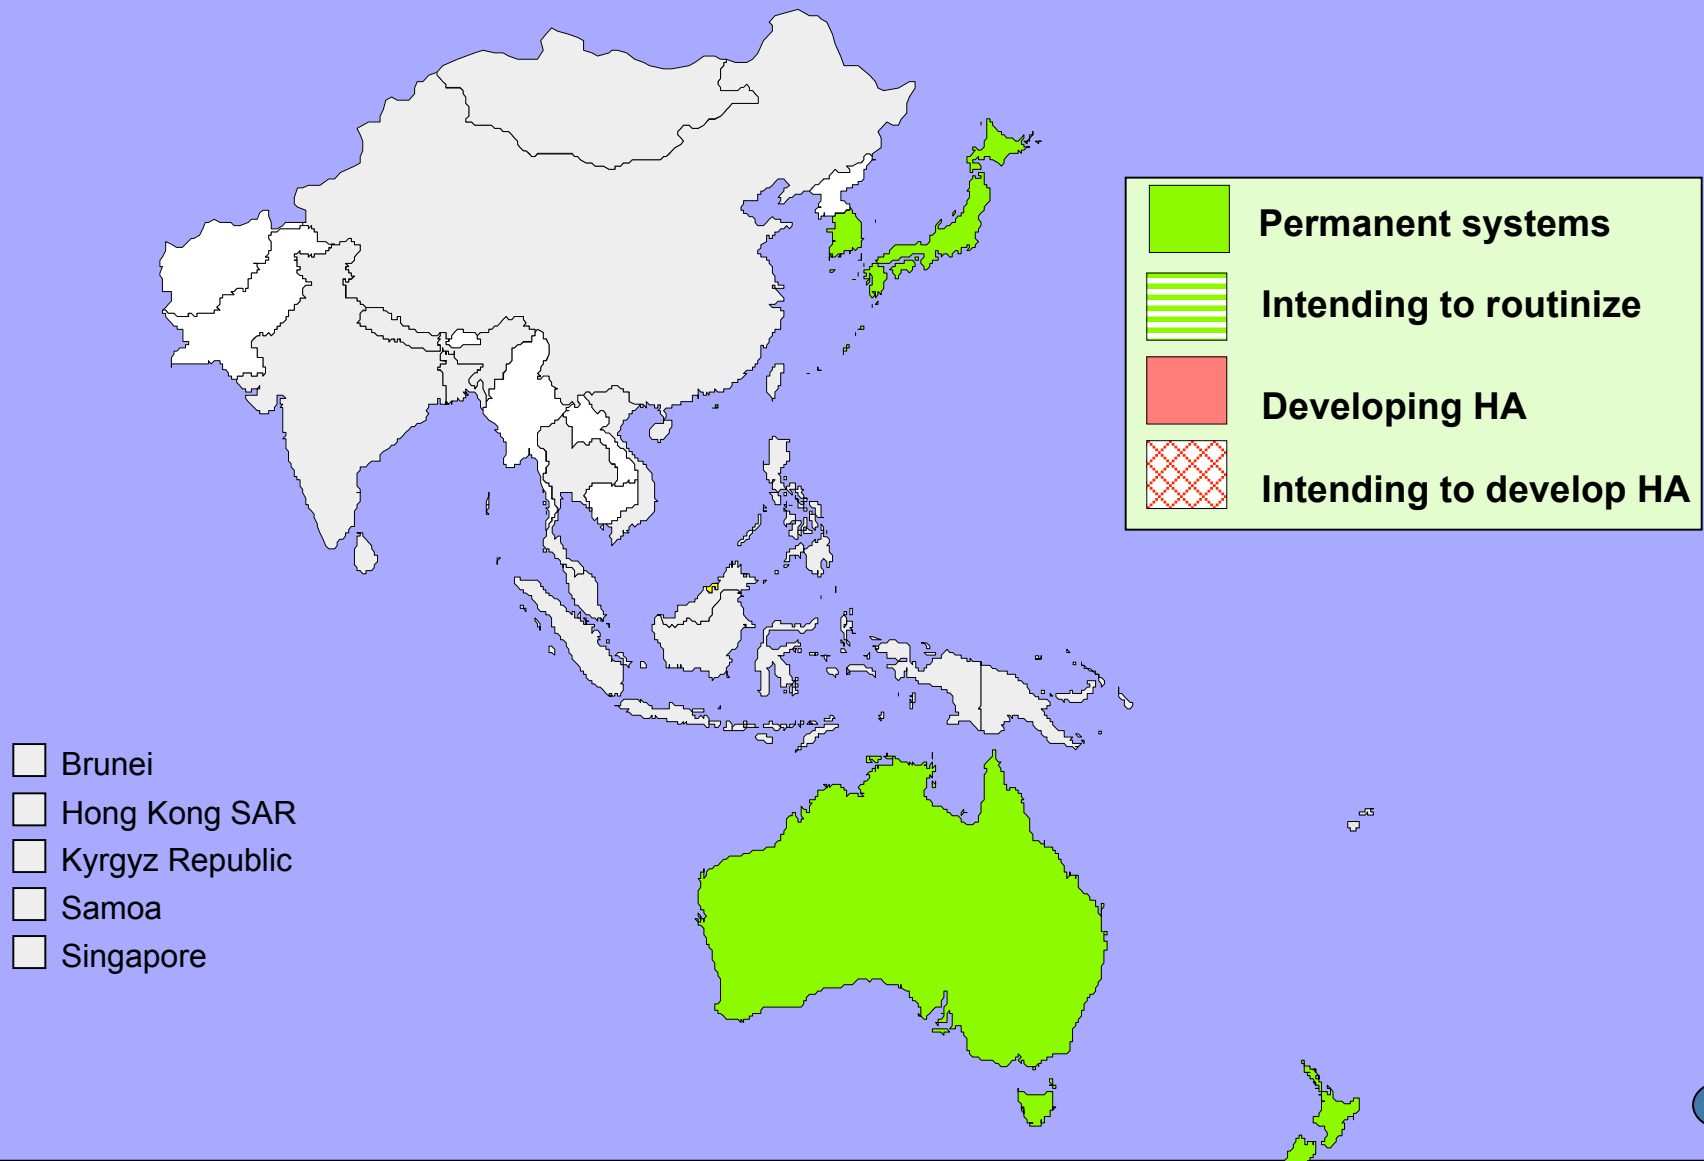 Permanent systems
Intending to routinize
Developing HA
Intending to develop HA
Brunei
Hong Kong SAR
Kyrgyz Republic
Samoa
Singapore